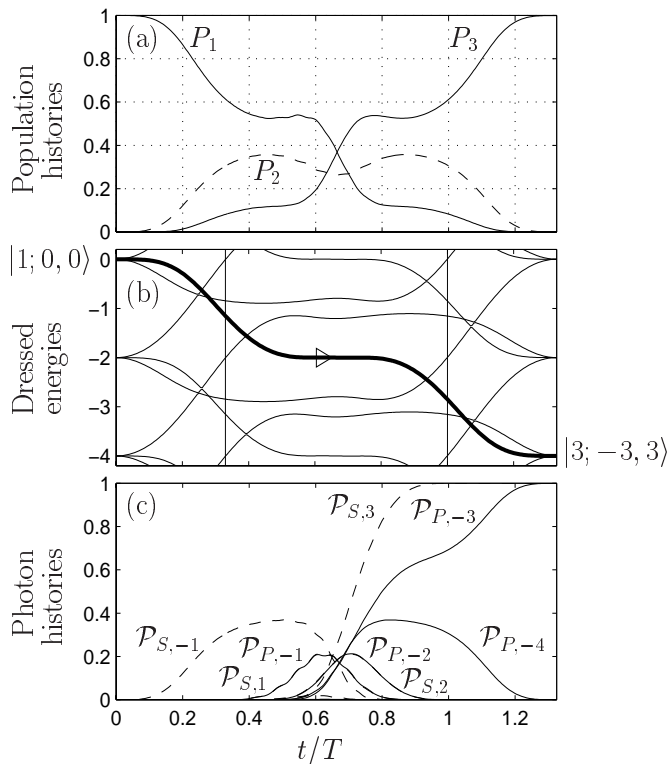 (a)
P₁
P₃
P₂
Population
histories
1
0.8
0.6
0.4
0.2
0
|1; 0, 0⟩
(b)
Dressed
energies
0
−1
−2
−3
−4
|3; −3, 3⟩
(c)
𝒫S,3
𝒫P,−3
𝒫S,−1
𝒫P,−1
𝒫P,−2
𝒫P,−4
𝒫S,1
𝒫S,2
Photon
histories
1
0.8
0.6
0.4
0.2
0
0 0.2 0.4 0.6 0.8 1 1.2
t/T